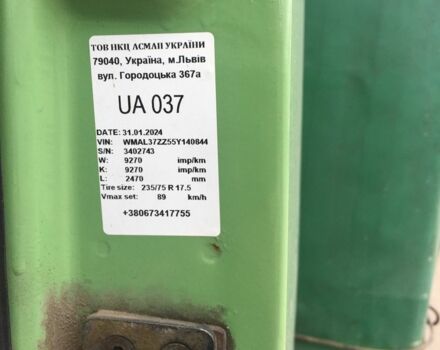 ТОВ НКЦ АСМАП УКРАЇНИ
79040, Україна, м.Львів
вул. Городоцька 367а
UA 037
DATE: 31.01.2024
VIN: WMAL37ZZ55Y140844
S/N: 3402743
W: 9270 imp/km
K: 9270 imp/km
L: 2470 mm
Tire size: 235/75 R 17.5
Vmax set: 89 km/h
+380673417755